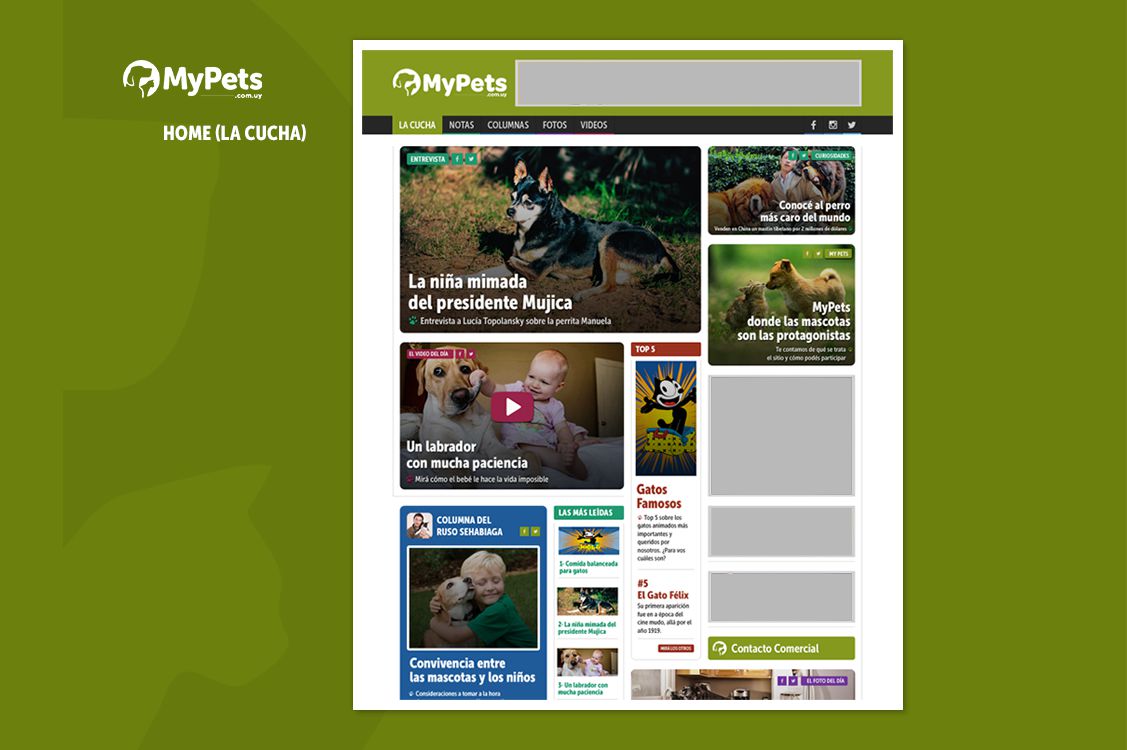 MyPets
.com.uy
HOME (LA CUCHA)
MyPets
.com.uy
LA CUCHA NOTAS COLUMNAS FOTOS VIDEOS
ENTREVISTA
La niña mimada
del presidente Mujica
Entrevista a Lucía Topolansky sobre la perrita Manuela
CURIOSIDADES
Conocé al perro
más caro del mundo
Venden en China un mastín tibetano por 2 millones de dólares
MY PETS
MyPets
donde las mascotas
son las protagonistas
Te contamos de qué se trata
el sitio y cómo podés participar
EL VIDEO DEL DÍA
Un labrador
con mucha paciencia
Mirá cómo el bebé le hace la vida imposible
TOP 5
Gatos
Famosos
Top 5 sobre los
gatos animados más
importantes y
queridos por
nosotros. ¿Para vos
cuáles son?
#5
El Gato Félix
Su primera aparición
fue en a época del
cine mudo, allá por el
año 1919.
MIRÁ LOS OTROS
COLUMNA DEL
RUSO SEHABIAGA
Convivencia entre
las mascotas y los niños
Consideraciones a tomar a la hora
LAS MÁS LEÍDAS
1- Comida balanceada
para gatos
2- La niña mimada del
presidente Mujica
3- Un labrador con
mucha paciencia
Contacto Comercial
EL FOTO DEL DÍA